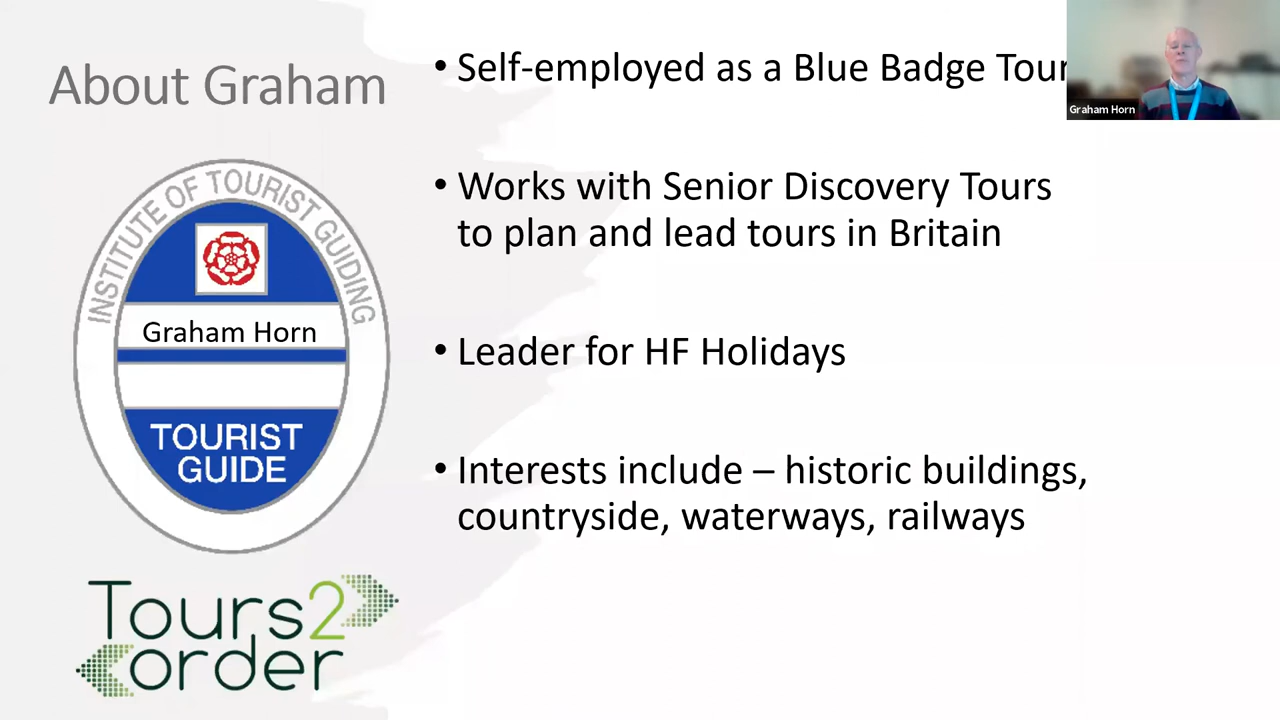 About Graham
INSTITUTE OF TOURIST GUIDING
Graham Horn
TOURIST
GUIDE
Tours2
order
• Self-employed as a Blue Badge Tour
• Works with Senior Discovery Tours
to plan and lead tours in Britain
• Leader for HF Holidays
• Interests include – historic buildings,
countryside, waterways, railways
Graham Horn